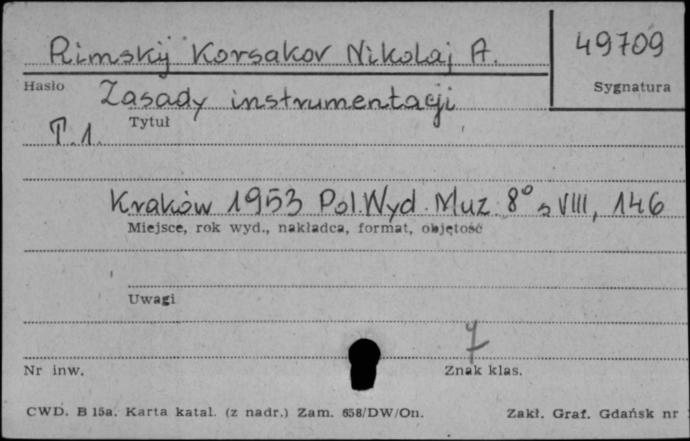 Rimskij Korsakov Nikolaj A.
49709
Hasło
Sygnatura
Zasady instrumentacji
Tytuł
T. 1.
Kraków 1953 Pol. Wyd. Muz. 8° s VIII, 146
Miejsce, rok wyd., nakładca, format, objętość
Uwagi
7
Nr inw.
Znak klas.
CWD. B 15a. Karta katal. (z nadr.) Zam. 658/DW/On.
Zakł. Graf. Gdańsk nr